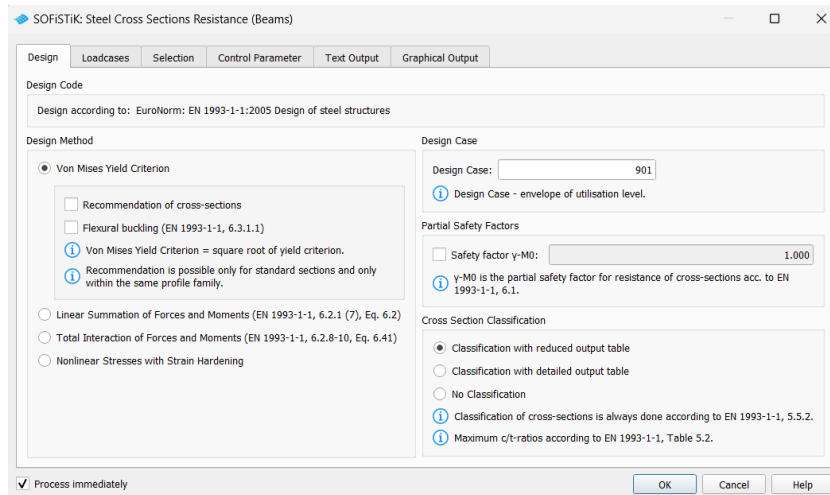 SOFiSTiK: Steel Cross Sections Resistance (Beams)
Design
Loadcases
Selection
Control Parameter
Text Output
Graphical Output
Design Code
Design according to: EuroNorm: EN 1993-1-1:2005 Design of steel structures
Design Method
Von Mises Yield Criterion
Recommendation of cross-sections
Flexural buckling (EN 1993-1-1, 6.3.1.1)
Von Mises Yield Criterion = square root of yield criterion.
Recommendation is possible only for standard sections and only
within the same profile family.
Linear Summation of Forces and Moments (EN 1993-1-1, 6.2.1 (7), Eq. 6.2)
Total Interaction of Forces and Moments (EN 1993-1-1, 6.2.8-10, Eq. 6.41)
Nonlinear Stresses with Strain Hardening
Design Case
Design Case: 901
Design Case - envelope of utilisation level.
Partial Safety Factors
Safety factor γ-M0: 1.000
γ-M0 is the partial safety factor for resistance of cross-sections acc. to EN
1993-1-1, 6.1.
Cross Section Classification
Classification with reduced output table
Classification with detailed output table
No Classification
Classification of cross-sections is always done according to EN 1993-1-1, 5.5.2.
Maximum c/t-ratios according to EN 1993-1-1, Table 5.2.
Process immediately
OK
Cancel
Help